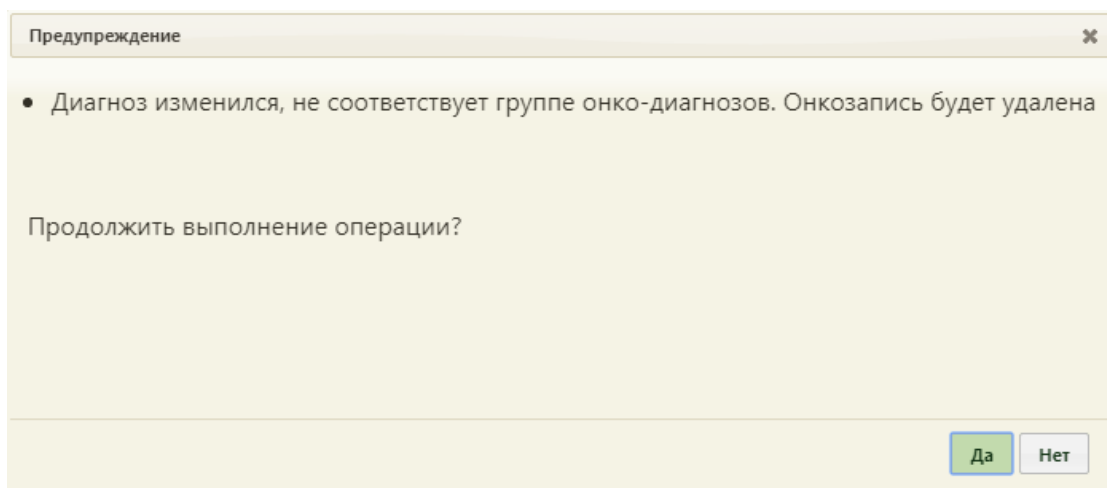 Предупреждение
• Диагноз изменился, не соответствует группе онко-диагнозов. Онкозапись будет удалена
Продолжить выполнение операции?
Да Нет